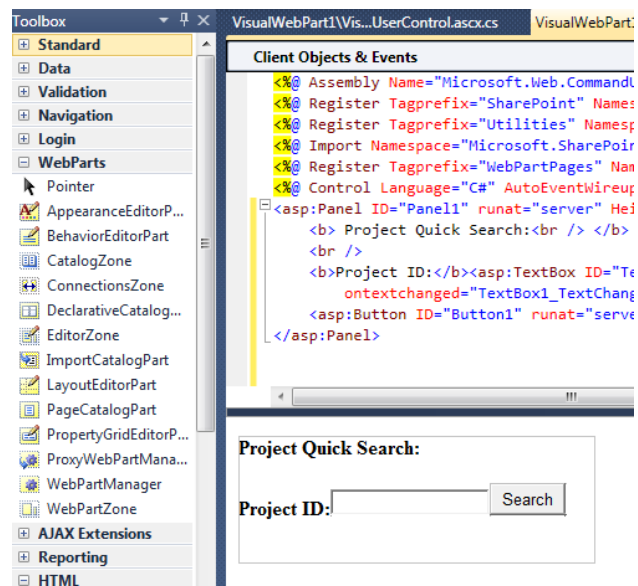 Toolbox
Standard
Data
Validation
Navigation
Login
WebParts
Pointer
AppearanceEditorP...
BehaviorEditorPart
CatalogZone
ConnectionsZone
DeclarativeCatalog...
EditorZone
ImportCatalogPart
LayoutEditorPart
PageCatalogPart
PropertyGridEditorP...
ProxyWebPartMana...
WebPartManager
WebPartZone
AJAX Extensions
Reporting
HTML
VisualWebPart1\Vis...UserControl.ascx.cs
VisualWebPart1
Client Objects & Events
<%@ Assembly Name="Microsoft.Web.CommandU
<%@ Register Tagprefix="SharePoint" Names
<%@ Register Tagprefix="Utilities" Namesp
<%@ Import Namespace="Microsoft.SharePoin
<%@ Register Tagprefix="WebPartPages" Nam
<%@ Control Language="C#" AutoEventWireup
<asp:Panel ID="Panel1" runat="server" Hei
<b> Project Quick Search:<br /> </b>
<br />
<b>Project ID:</b><asp:TextBox ID="Te
ontextchanged="TextBox1_TextChang
<asp:Button ID="Button1" runat="serve
</asp:Panel>
Project Quick Search:
Project ID: Search